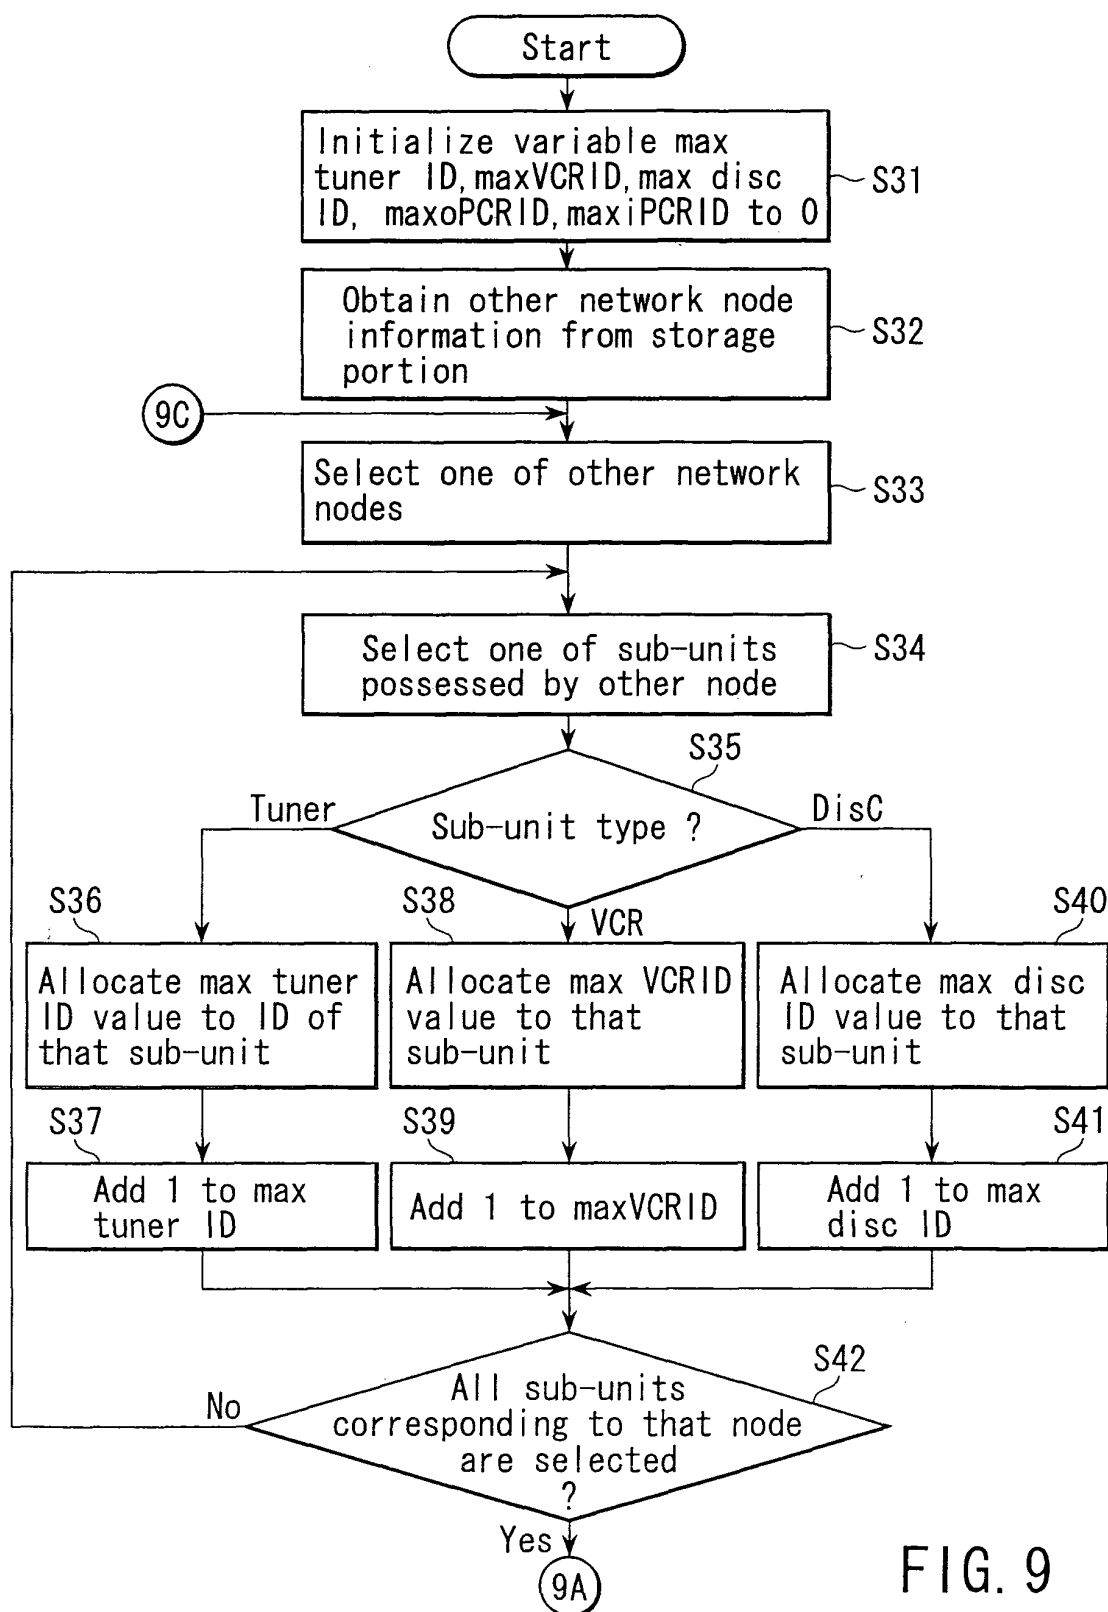 Start
Initialize variable max
tuner ID, maxVCRID, max disc
ID, maxoPCRID, maxiPCRID to 0
S31
Obtain other network node
information from storage
portion
S32
9C
Select one of other network
nodes
S33
Select one of sub-units
possessed by other node
S34
S35
Tuner
Sub-unit type ?
DisC
VCR
S36
Allocate max tuner
ID value to ID of
that sub-unit
S38
Allocate max VCRID
value to that
sub-unit
S40
Allocate max disc
ID value to that
sub-unit
S37
Add 1 to max
tuner ID
S39
Add 1 to maxVCRID
S41
Add 1 to max
disc ID
S42
No
All sub-units
corresponding to that node
are selected
?
Yes
9A
FIG. 9